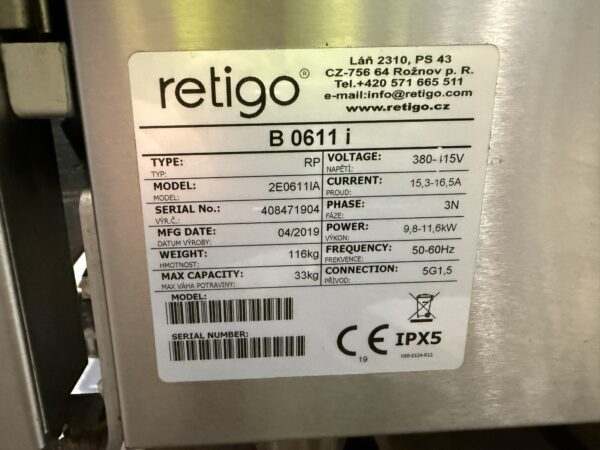 retigo®
Láň 2310, PS 43
CZ-756 64 Rožnov p. R.
Tel.+420 571 665 511
e-mail:info@retigo.com
www.retigo.cz
B 0611 i
TYPE: RP
TYP:
MODEL: 2E0611IA
MODEL:
SERIAL No.: 408471904
VÝR.Č.:
MFG DATE: 04/2019
DATUM VÝROBY:
WEIGHT: 116kg
HMOTNOST:
MAX CAPACITY: 33kg
MAX VÁHA POTRAVINY:
VOLTAGE: 380-415V
NAPĚTÍ:
CURRENT: 15,3-16,5A
PROUD:
PHASE: 3N
FÁZE:
POWER: 9,8-11,6kW
VÝKON:
FREQUENCY: 50-60Hz
FREKVENCE:
CONNECTION: 5G1,5
PŘÍVOD:
MODEL:
SERIAL NUMBER:
CE IPX5
19
X00-0124-R12